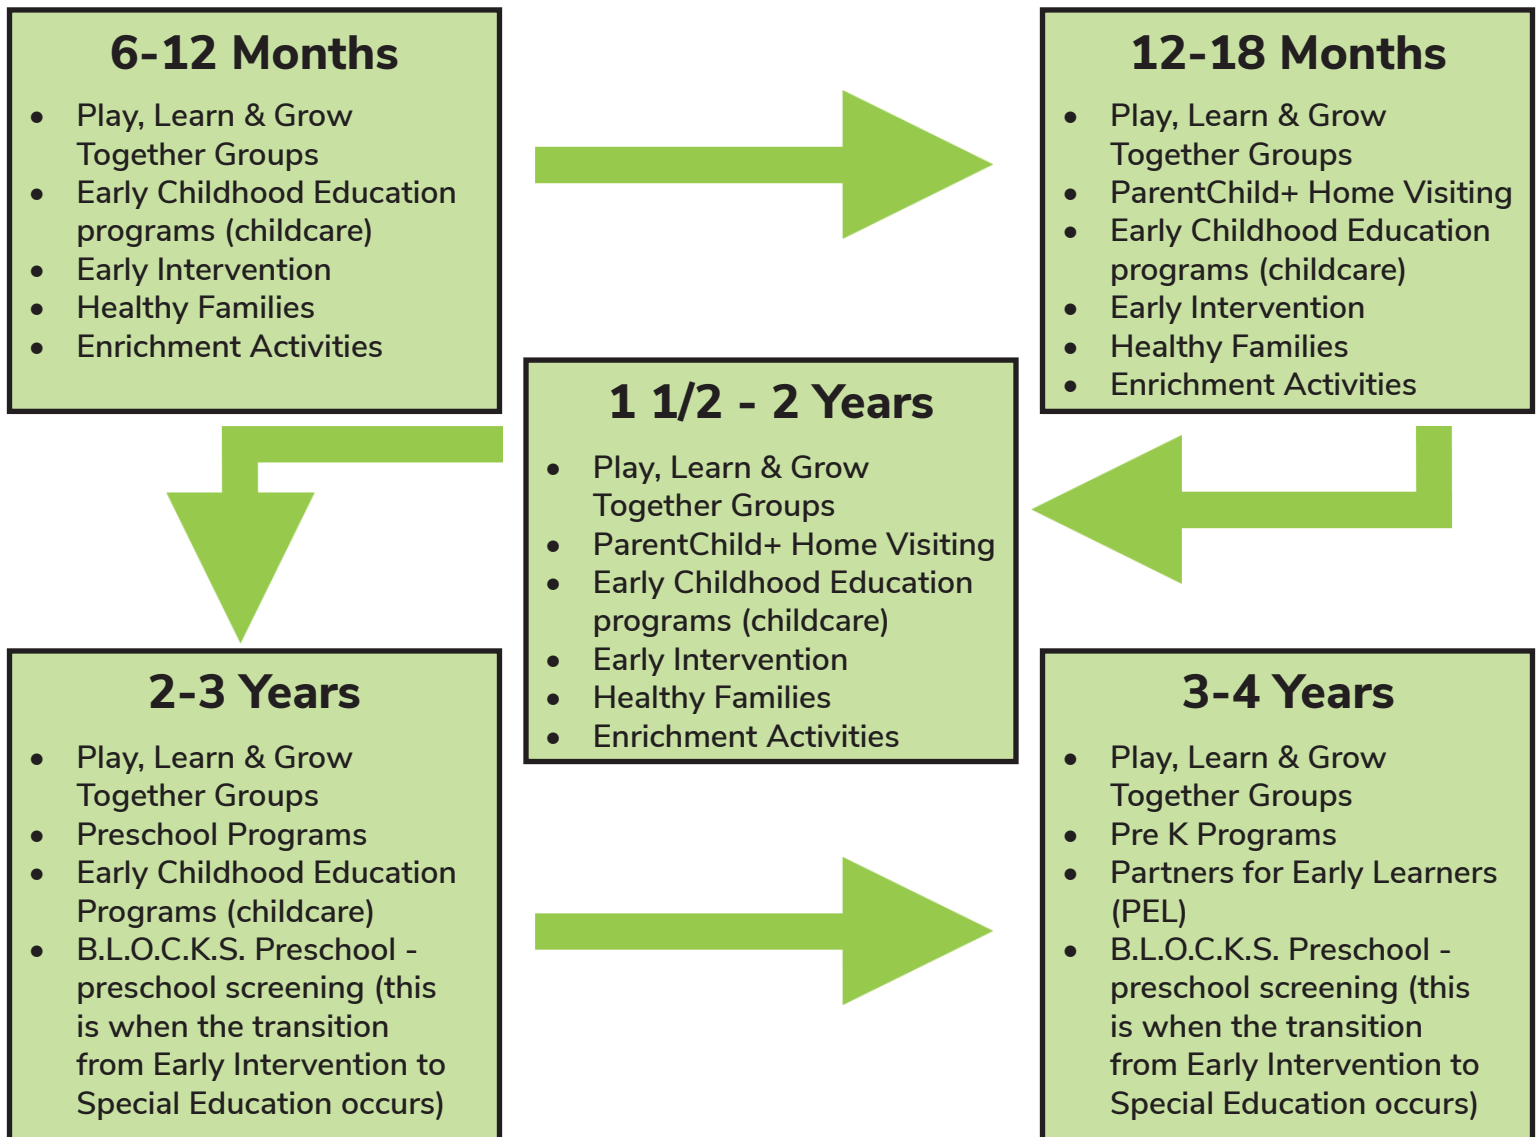 6-12 Months
• Play, Learn & Grow
Together Groups
• Early Childhood Education
programs (childcare)
• Early Intervention
• Healthy Families
• Enrichment Activities
12-18 Months
• Play, Learn & Grow
Together Groups
• ParentChild+ Home Visiting
• Early Childhood Education
programs (childcare)
• Early Intervention
• Healthy Families
• Enrichment Activities
1 1/2 - 2 Years
• Play, Learn & Grow
Together Groups
• ParentChild+ Home Visiting
• Early Childhood Education
programs (childcare)
• Early Intervention
• Healthy Families
• Enrichment Activities
2-3 Years
• Play, Learn & Grow
Together Groups
• Preschool Programs
• Early Childhood Education
Programs (childcare)
• B.L.O.C.K.S. Preschool -
preschool screening (this
is when the transition
from Early Intervention to
Special Education occurs)
3-4 Years
• Play, Learn & Grow
Together Groups
• Pre K Programs
• Partners for Early Learners
(PEL)
• B.L.O.C.K.S. Preschool -
preschool screening (this
is when the transition
from Early Intervention to
Special Education occurs)